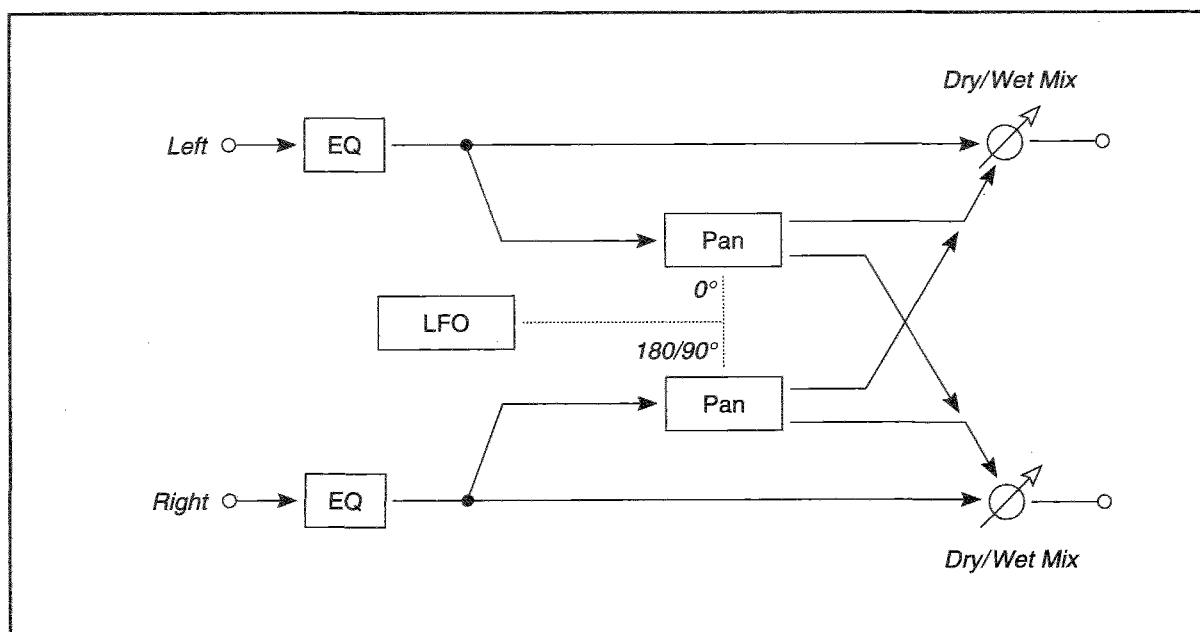 Dry/Wet Mix
Left
EQ
Pan
0°
LFO
180/90°
Pan
Right
EQ
Dry/Wet Mix